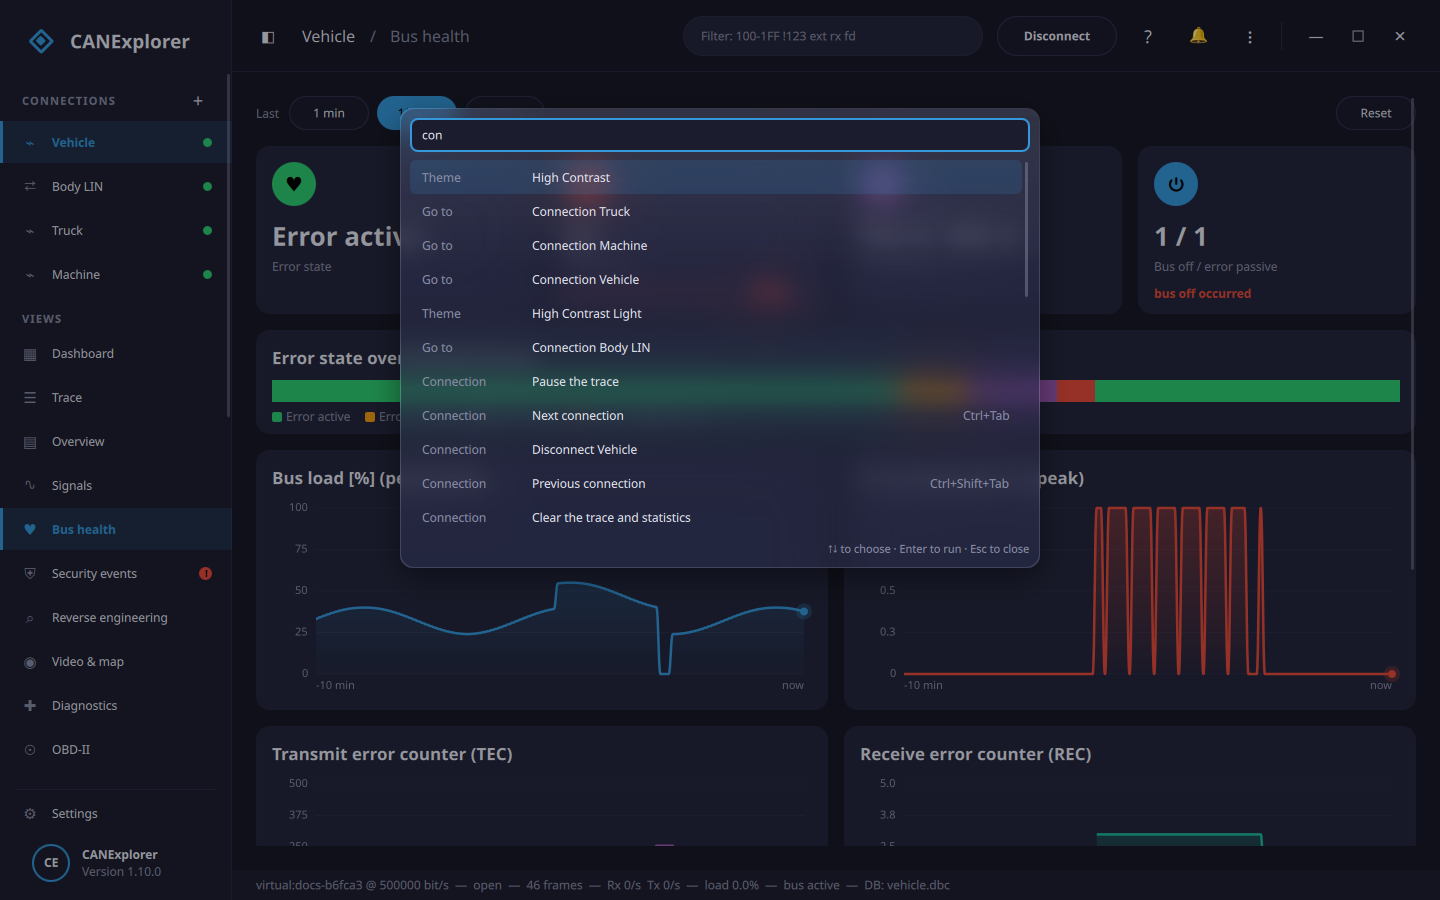 CANExplorer
CONNECTIONS +
Vehicle
Body LIN
Truck
Machine
VIEWS
Dashboard
Trace
Overview
Signals
Bus health
Security events !
Reverse engineering
Video & map
Diagnostics
OBD-II
Settings
CE
CANExplorer
Version 1.10.0
Vehicle / Bus health
Filter: 100-1FF !123 ext rx fd
Disconnect
?
Last
1 min
Reset
Error activ
Error state
1 / 1
Bus off / error passive
bus off occurred
con
Theme High Contrast
Go to Connection Truck
Go to Connection Machine
Go to Connection Vehicle
Theme High Contrast Light
Go to Connection Body LIN
Connection Pause the trace
Connection Next connection Ctrl+Tab
Connection Disconnect Vehicle
Connection Previous connection Ctrl+Shift+Tab
Connection Clear the trace and statistics
↑↓ to choose · Enter to run · Esc to close
Error state over
Error active
Erro
Bus load [%] (pe
100
75
50
25
0
-10 min
now
peak)
0.5
0.3
0
-10 min
now
Transmit error counter (TEC)
500
375
250
Receive error counter (REC)
5.0
3.8
2.5
virtual:docs-b6fca3 @ 500000 bit/s — open — 46 frames — Rx 0/s Tx 0/s — load 0.0% — bus active — DB: vehicle.dbc